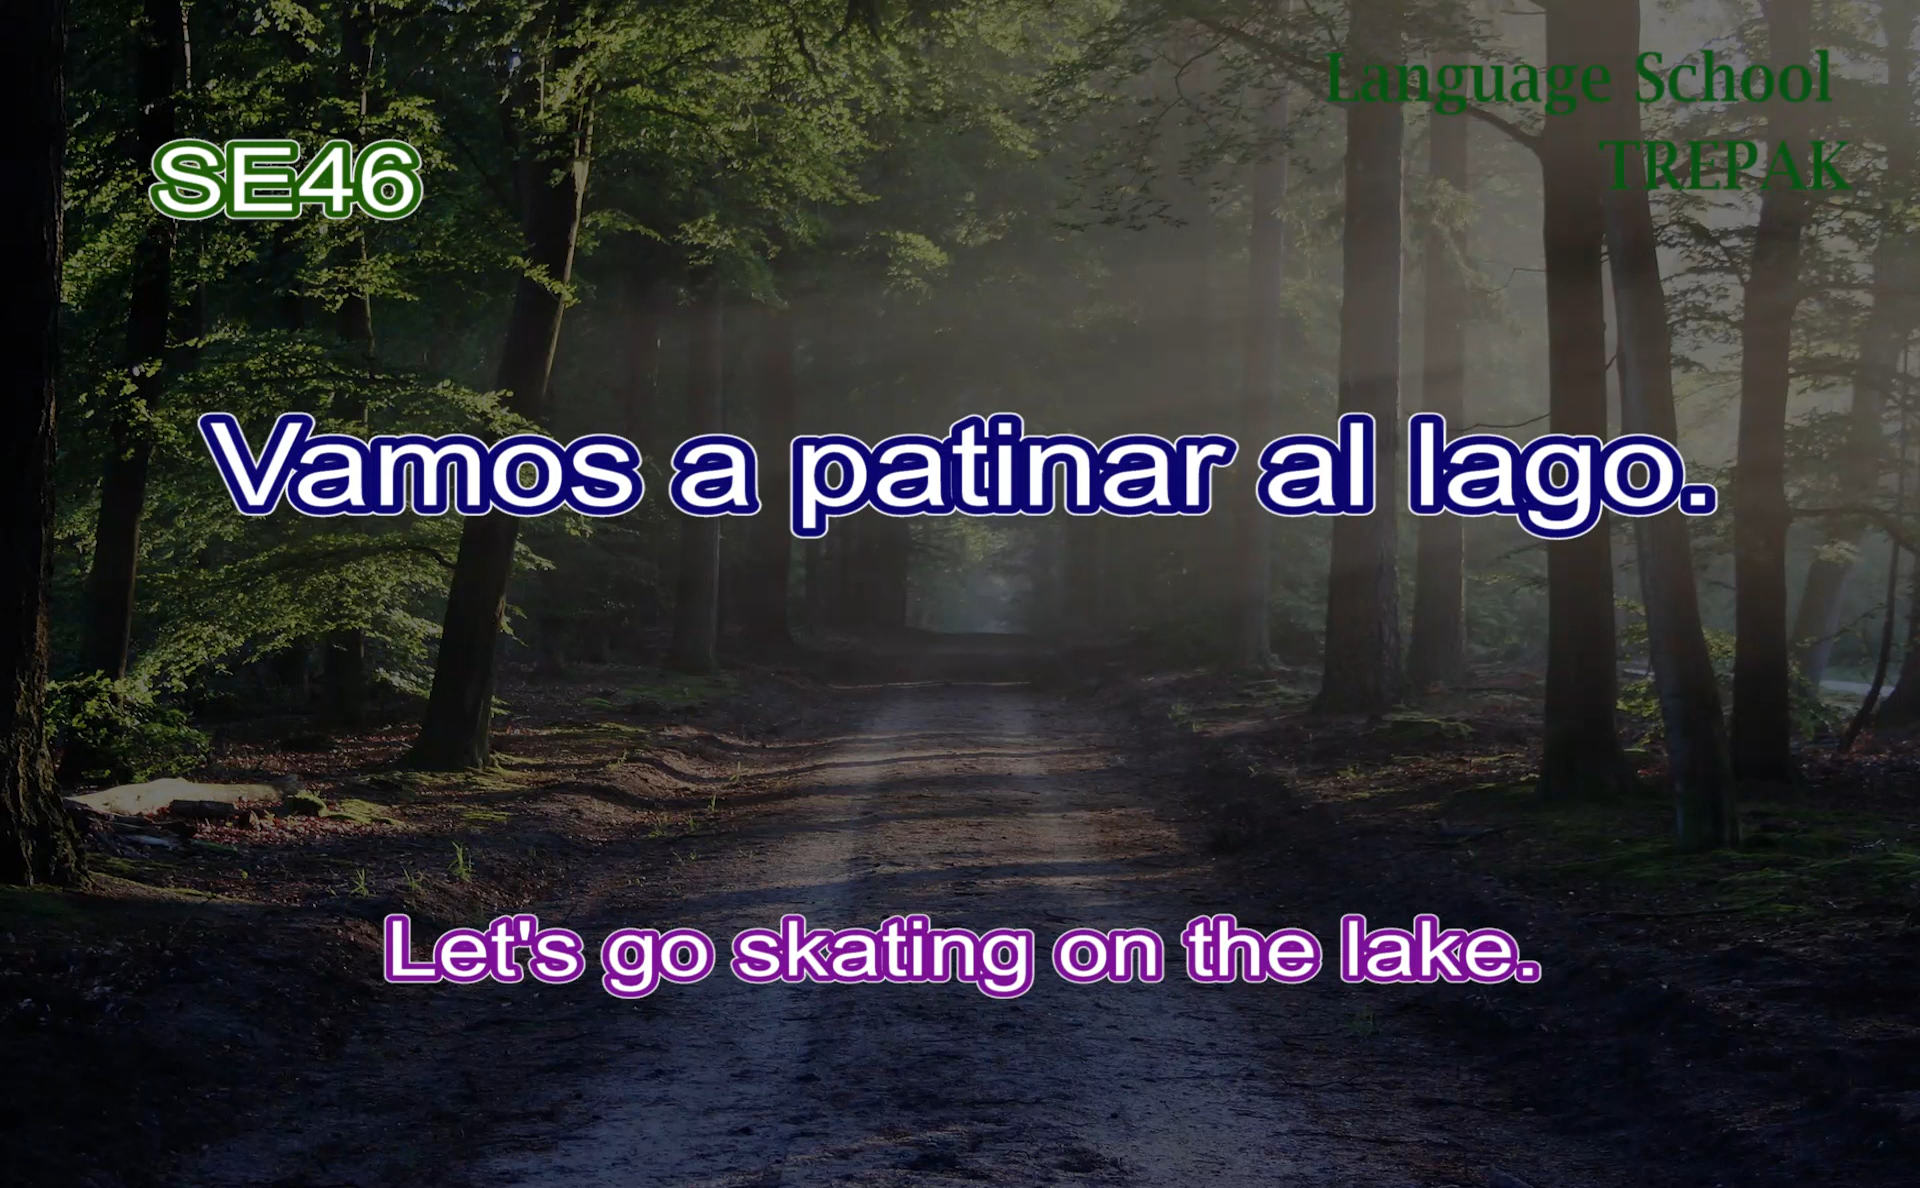 Language School
TREPAK
SE46
Vamos a patinar al lago.
Let's go skating on the lake.